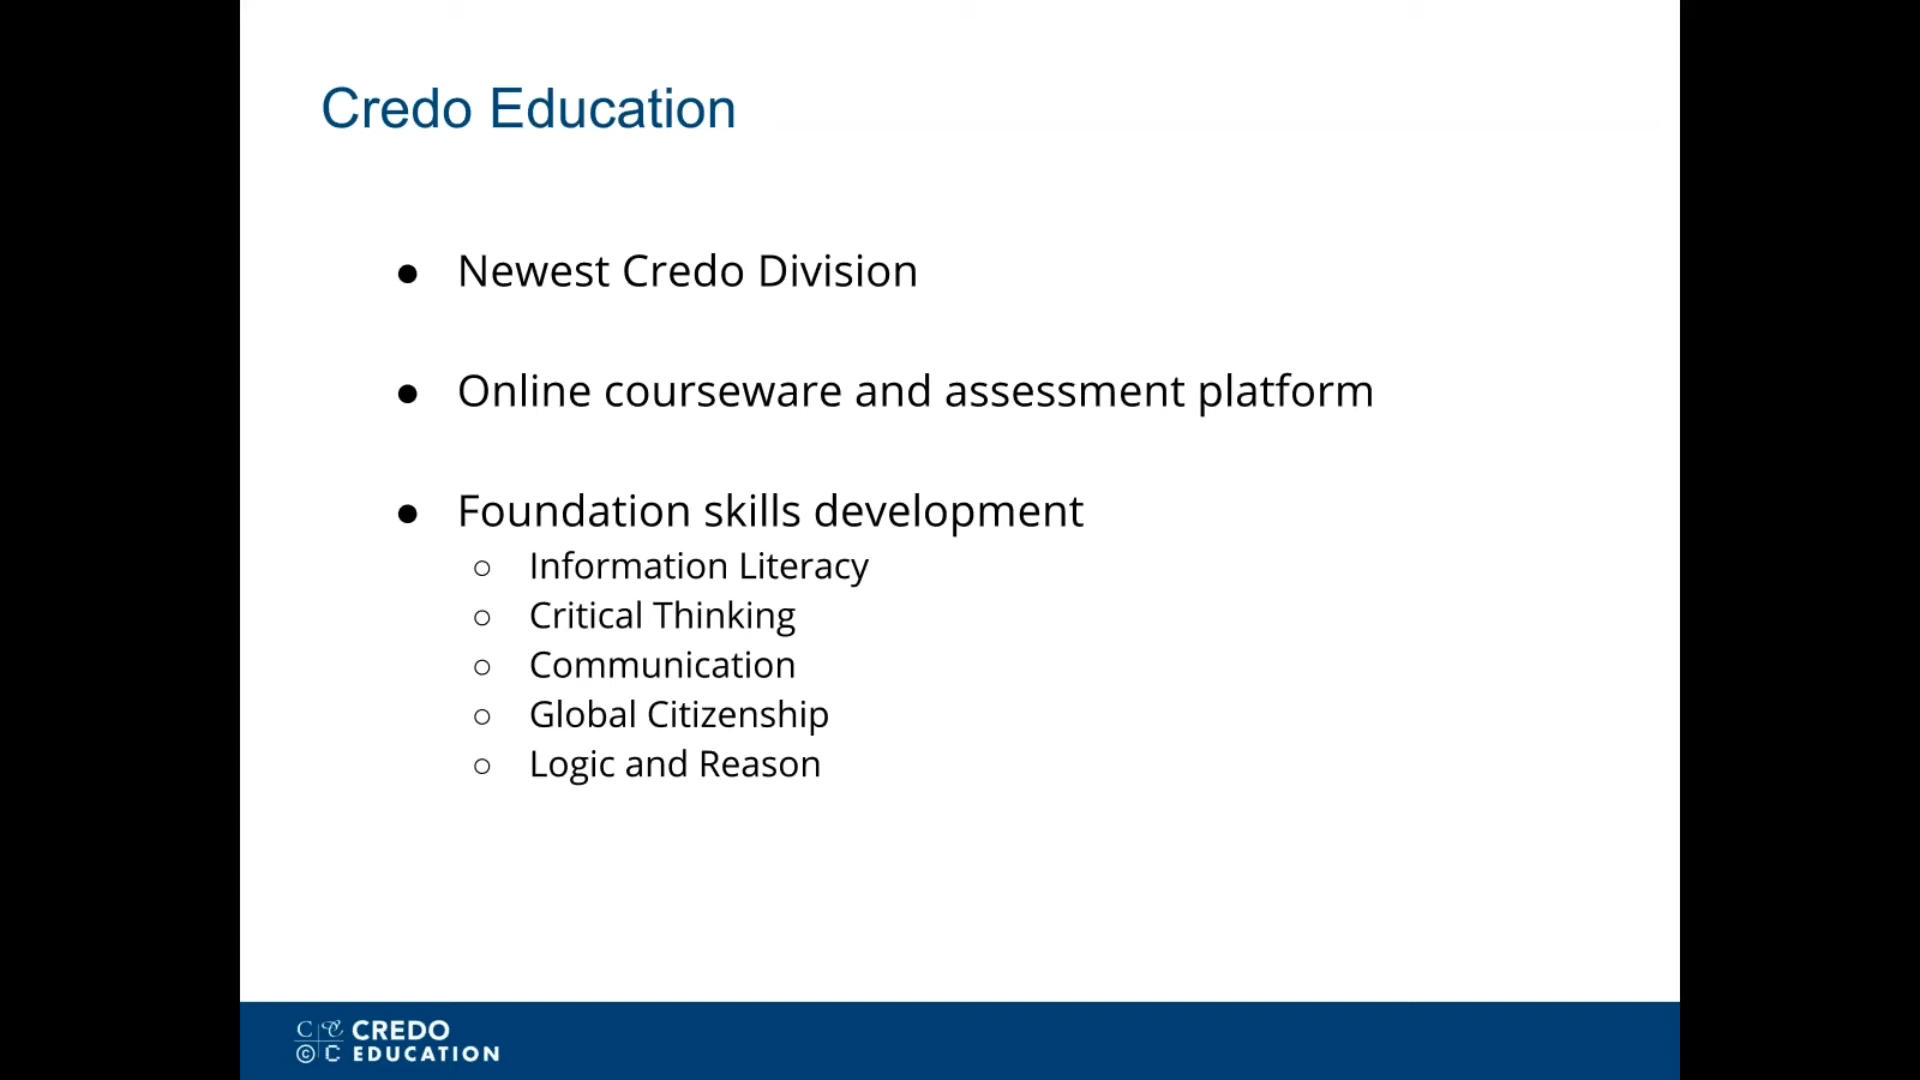 Credo Education
● Newest Credo Division
● Online courseware and assessment platform
● Foundation skills development
○ Information Literacy
○ Critical Thinking
○ Communication
○ Global Citizenship
○ Logic and Reason
C C CREDO
© C EDUCATION